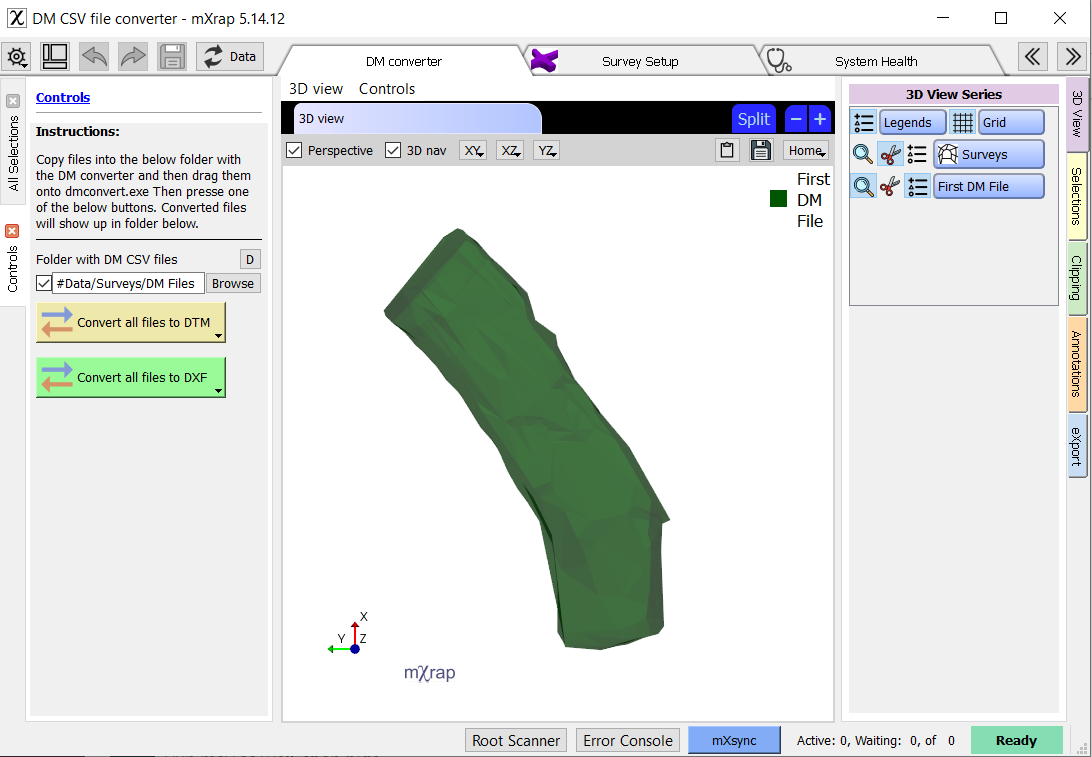 DM CSV file converter - mXrap 5.14.12
Data
DM converter
Survey Setup
System Health
All Selections
Controls
Controls
Instructions:
Copy files into the below folder with
the DM converter and then drag them
onto dmconvert.exe Then presse one
of the below buttons. Converted files
will show up in folder below.
Folder with DM CSV files
D
#Data/Surveys/DM Files
Browse
Convert all files to DTM
Convert all files to DXF
3D view
Controls
3D view
Split
Perspective
3D nav
XY
XZ
YZ
Home
First
DM
File
X
Y
Z
mXrap
3D View Series
Legends
Grid
Surveys
First DM File
3D View
Selections
Clipping
Annotations
eXport
Root Scanner
Error Console
mXsync
Active: 0, Waiting: 0, of 0
Ready